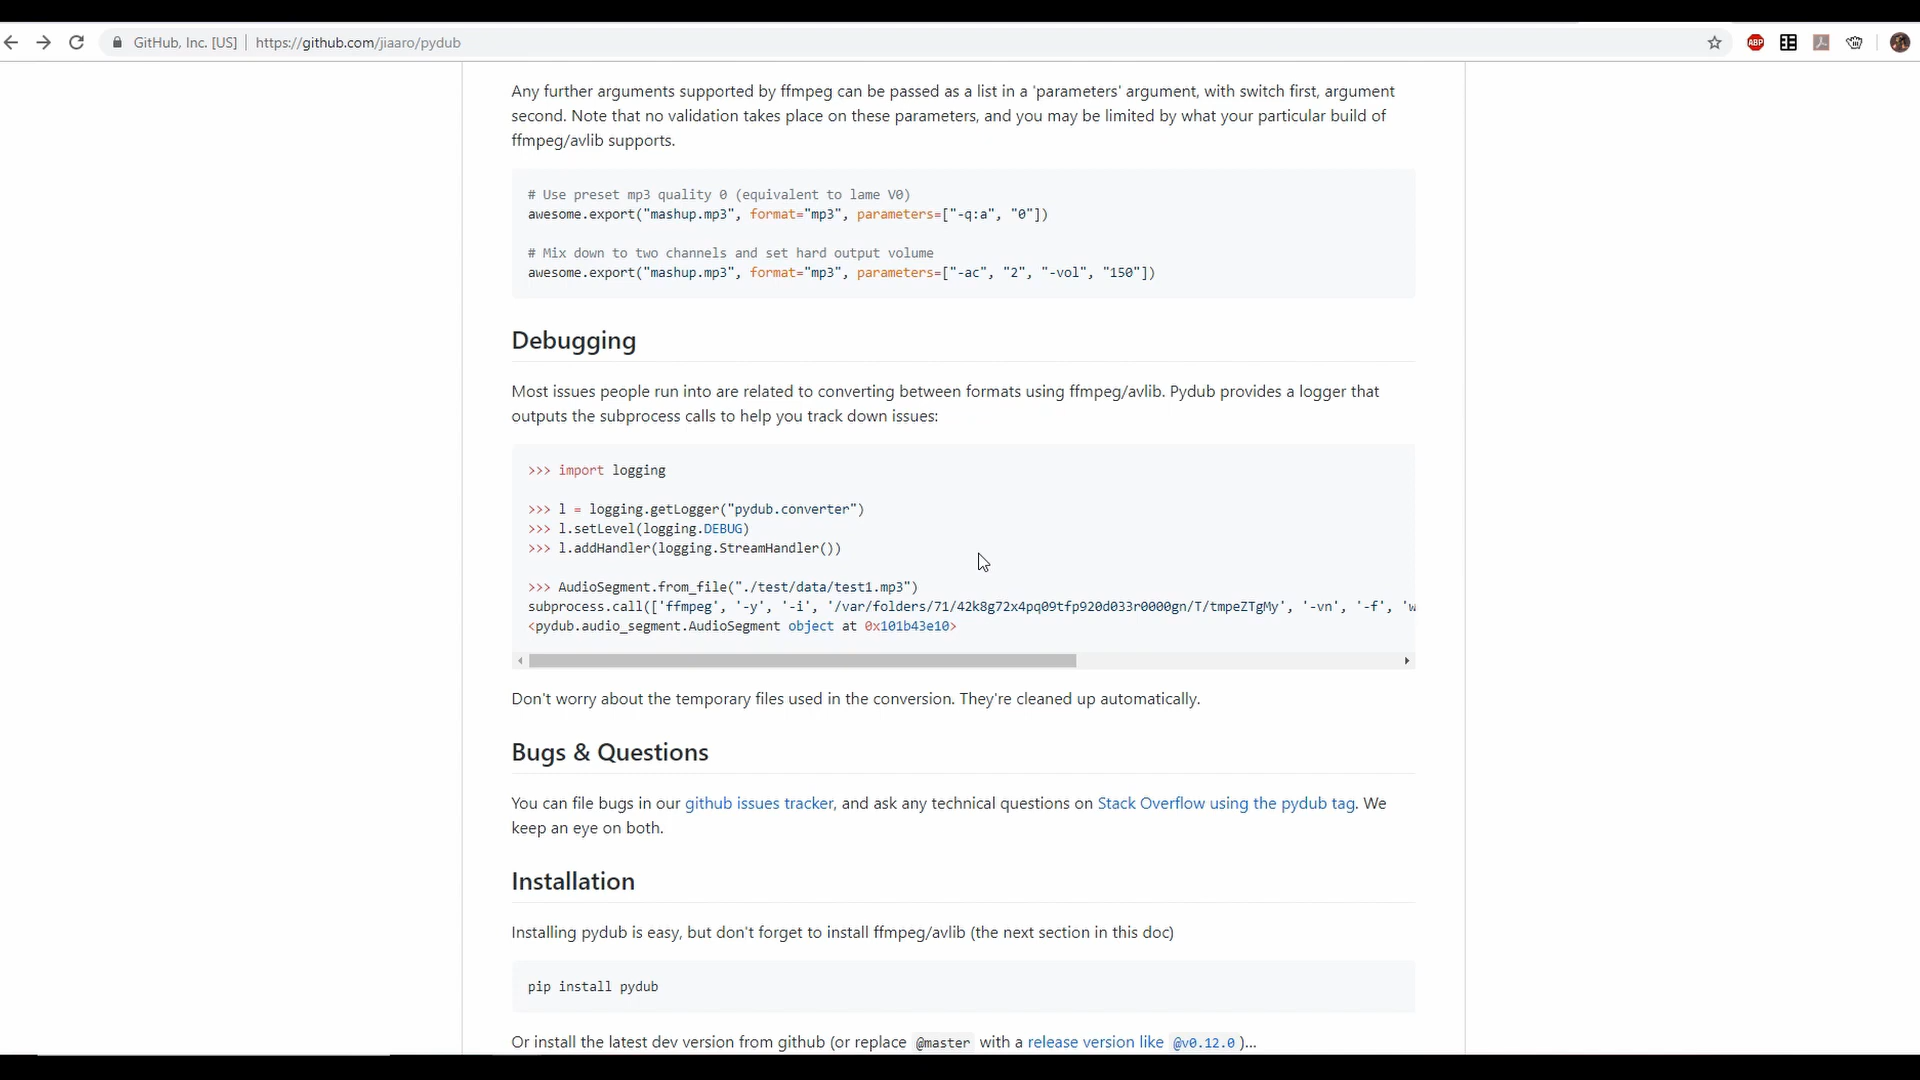 GitHub, Inc. [US] https://github.com/jiaaro/pydub
ABP
Any further arguments supported by ffmpeg can be passed as a list in a 'parameters' argument, with switch first, argument
second. Note that no validation takes place on these parameters, and you may be limited by what your particular build of
ffmpeg/avlib supports.
# Use preset mp3 quality 0 (equivalent to lame V0)
awesome.export("mashup.mp3", format="mp3", parameters=["-q:a", "0"])
# Mix down to two channels and set hard output volume
awesome.export("mashup.mp3", format="mp3", parameters=["-ac", "2", "-vol", "150"])
Debugging
Most issues people run into are related to converting between formats using ffmpeg/avlib. Pydub provides a logger that
outputs the subprocess calls to help you track down issues:
>>> import logging
>>> l = logging.getLogger("pydub.converter")
>>> l.setLevel(logging.DEBUG)
>>> l.addHandler(logging.StreamHandler())
>>> AudioSegment.from_file("./test/data/test1.mp3")
subprocess.call(['ffmpeg', '-y', '-i', '/var/folders/71/42k8g72x4pq09tfp920d033r0000gn/T/tmpeZTgMy', '-vn', '-f', 'w
<pydub.audio_segment.AudioSegment object at 0x101b43e10>
Don't worry about the temporary files used in the conversion. They're cleaned up automatically.
Bugs & Questions
You can file bugs in our github issues tracker, and ask any technical questions on Stack Overflow using the pydub tag. We
keep an eye on both.
Installation
Installing pydub is easy, but don't forget to install ffmpeg/avlib (the next section in this doc)
pip install pydub
Or install the latest dev version from github (or replace @master with a release version like @v0.12.0)...